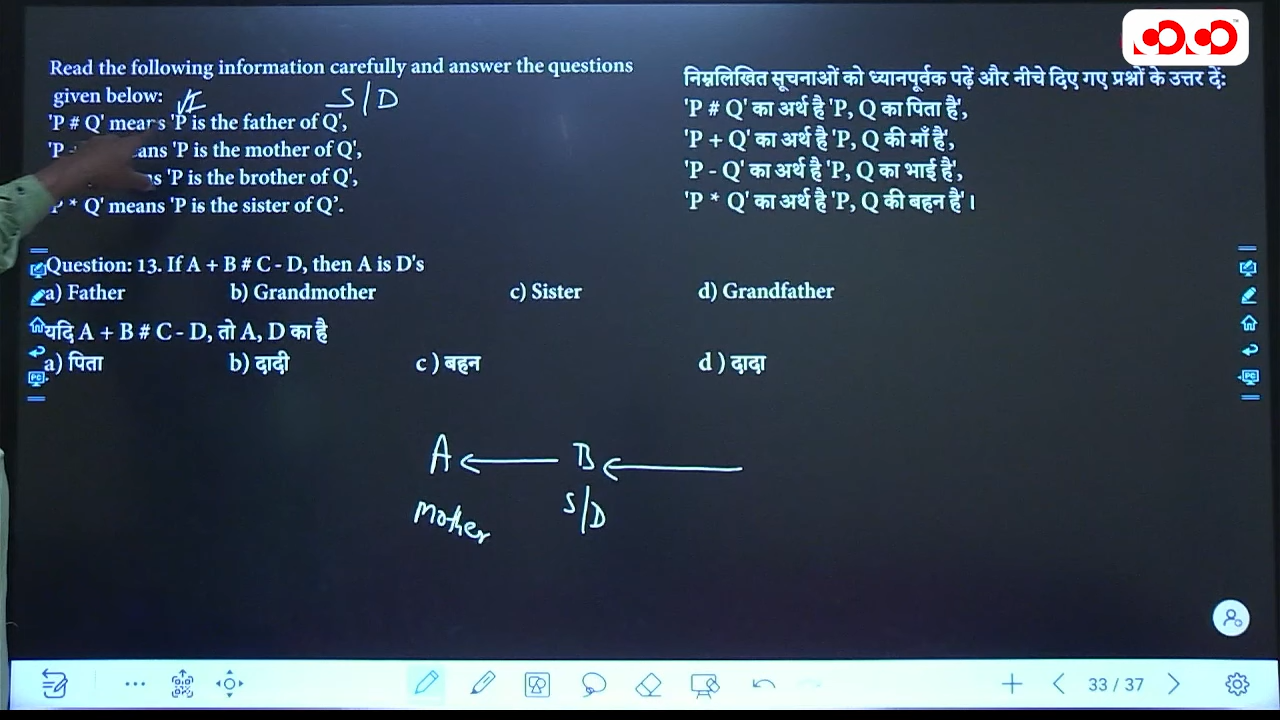 Read the following information carefully and answer the questions
given below:
S/D
'P # Q' means 'P is the father of Q',
'P ans 'P is the mother of Q',
s 'P is the brother of Q',
P * Q' means 'P is the sister of Q’.
निम्नलिखित सूचनाओं को ध्यानपूर्वक पढ़ें और नीचे दिए गए प्रश्नों के उत्तर दें:
'P # Q' का अर्थ है 'P, Q का पिता है',
'P + Q' का अर्थ है 'P, Q की माँ है',
'P - Q' का अर्थ है 'P, Q का भाई है',
'P * Q' का अर्थ है 'P, Q की बहन है'।
Question: 13. If A + B # C - D, then A is D's
a) Father b) Grandmother c) Sister d) Grandfather
यदि A + B # C - D, तो A, D का है
a) पिता b) दादी c ) बहन d ) दादा
A B
Mother S/D
33 / 37